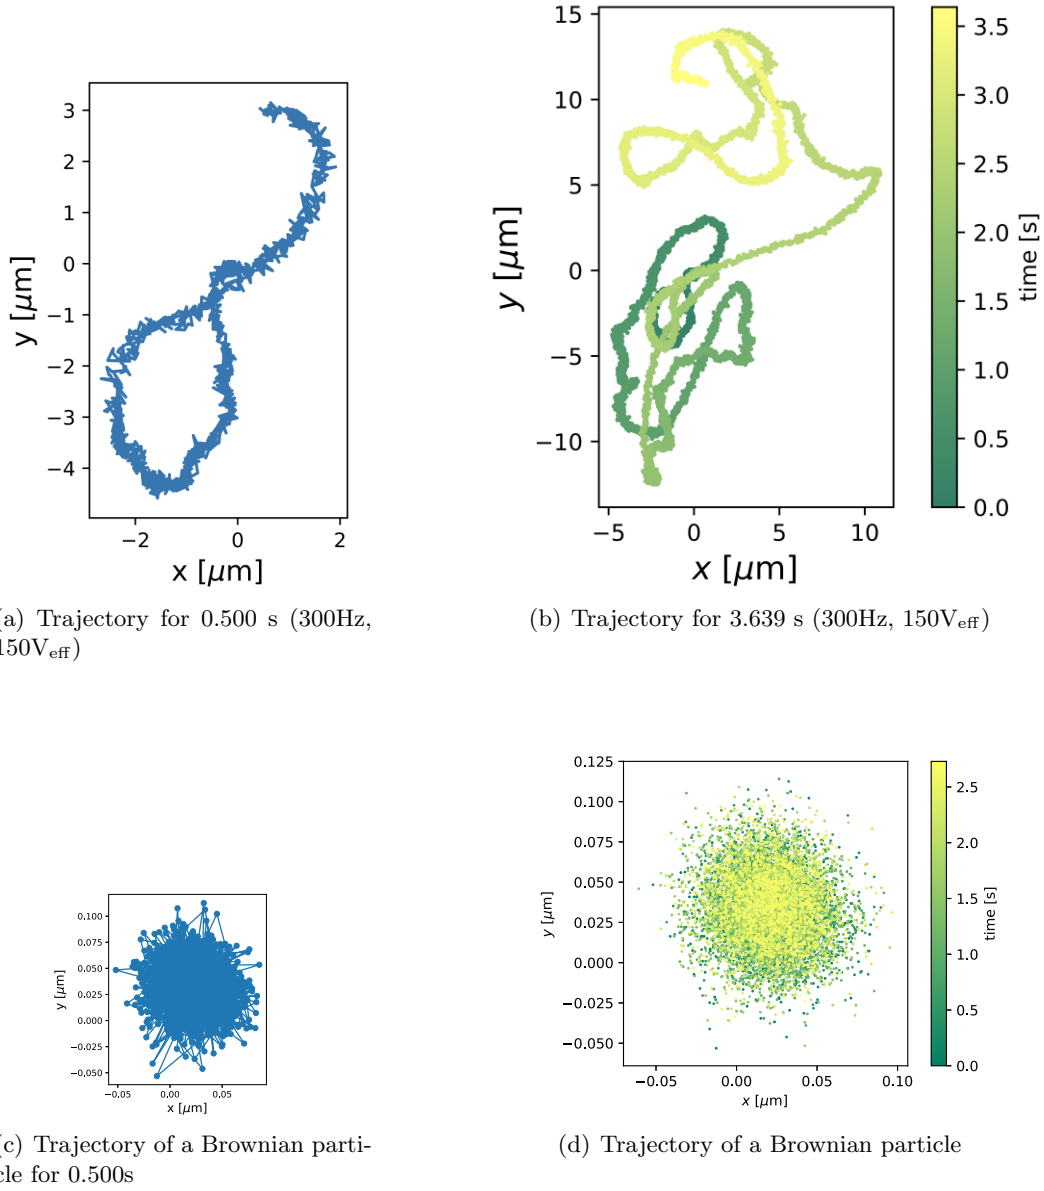 3
2
1
0
−1
−2
−3
−4
y [μm]
−2 0 2
x [μm]
15
10
5
0
−5
−10
y [μm]
−5 0 5 10
x [μm]
3.5
3.0
2.5
2.0
1.5
1.0
0.5
0.0
time [s]
(a) Trajectory for 0.500 s (300Hz,
150Veff)
(b) Trajectory for 3.639 s (300Hz, 150Veff)
0.100
0.075
0.050
0.025
0.000
−0.025
−0.050
y [μm]
−0.05 0.00 0.05
x [μm]
0.125
0.100
0.075
0.050
0.025
0.000
−0.025
−0.050
y [μm]
−0.05 0.00 0.05 0.10
x [μm]
2.5
2.0
1.5
1.0
0.5
0.0
time [s]
(c) Trajectory of a Brownian parti-
cle for 0.500s
(d) Trajectory of a Brownian particle